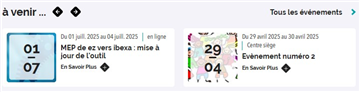 à venir ...
Tous les événements
Du 01 juill. 2025 au 04 juill. 2025 | en ligne
01
07
MEP de ez vers ibexa : mise à
jour de l'outil
En Savoir Plus
Du 29 avril 2025 au 30 avril 2025
Centre siège
29
04
Evènement numéro 2
En Savoir Plus